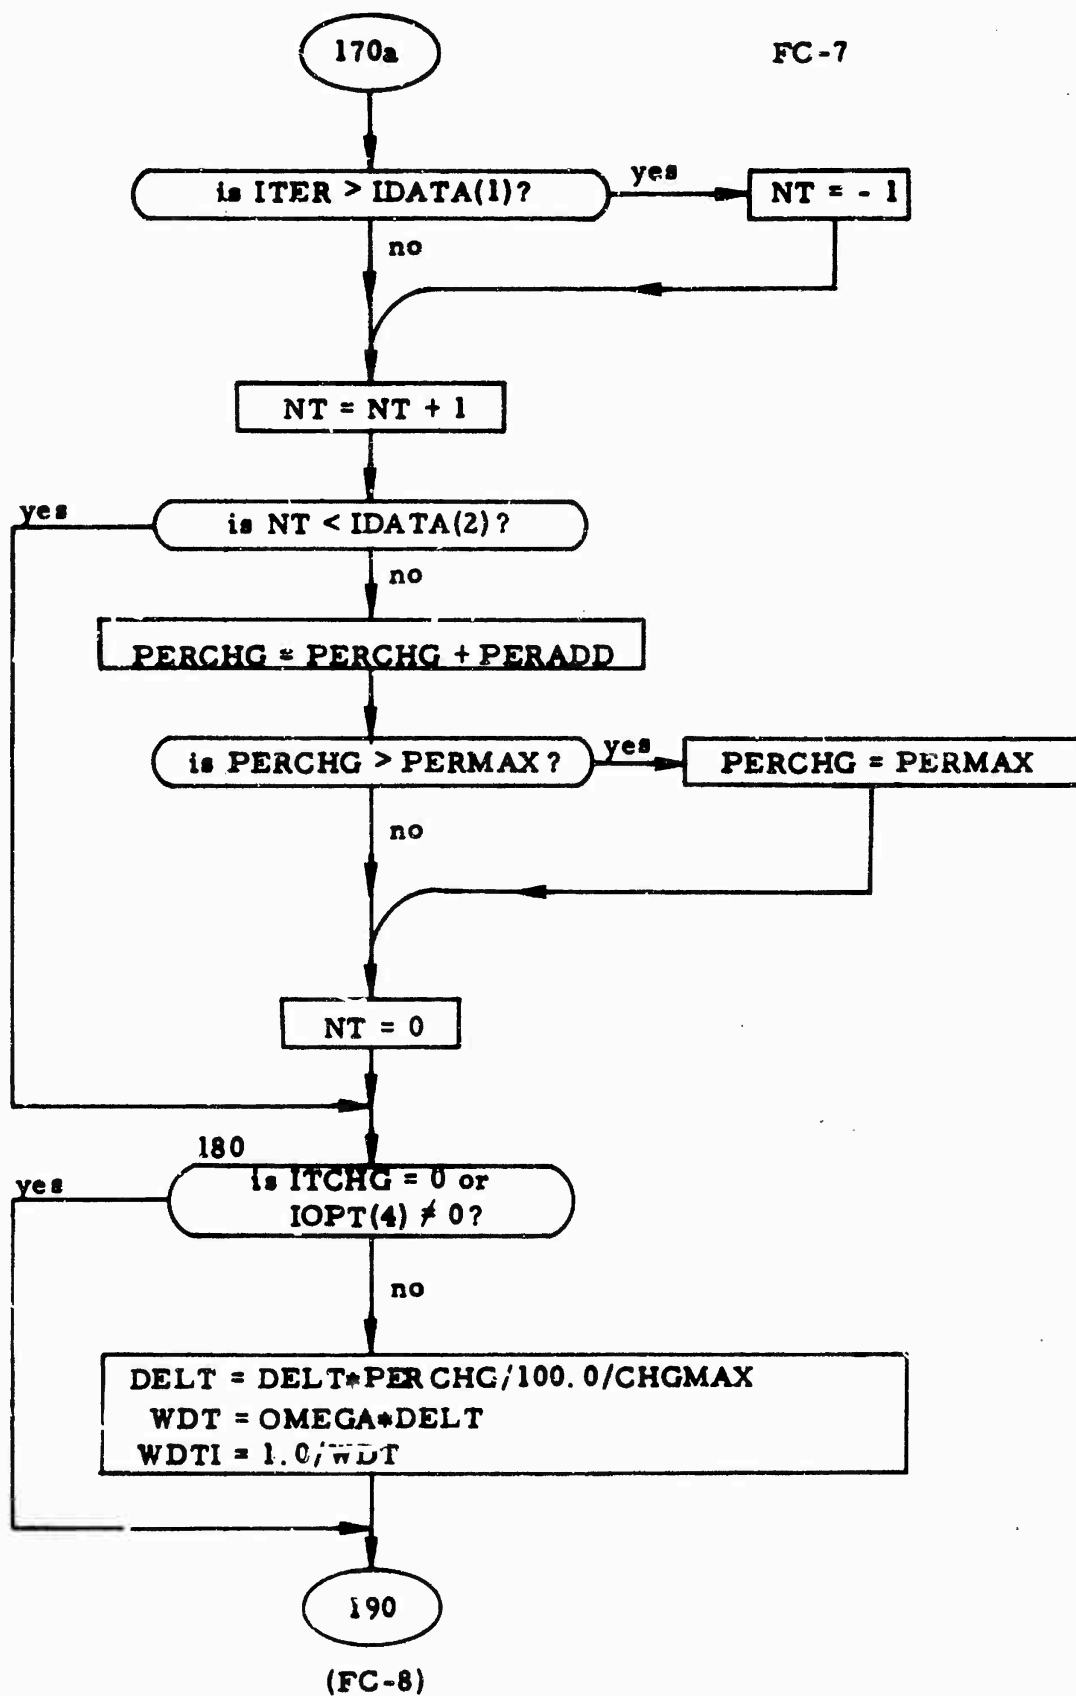 170a
FC-7
is ITER > IDATA(1)?
yes
NT = - 1
no
NT = NT + 1
yes
is NT < IDATA(2)?
no
PERCHG = PERCHG + PERADD
is PERCHG > PERMAX?
yes
PERCHG = PERMAX
no
NT = 0
180
yes
is ITCHG = 0 or
IOPT(4) ≠ 0?
no
DELT = DELT*PERCHG/100.0/CHGMAX
WDT = OMEGA*DELT
WDTI = 1.0/WDT
190
(FC-8)